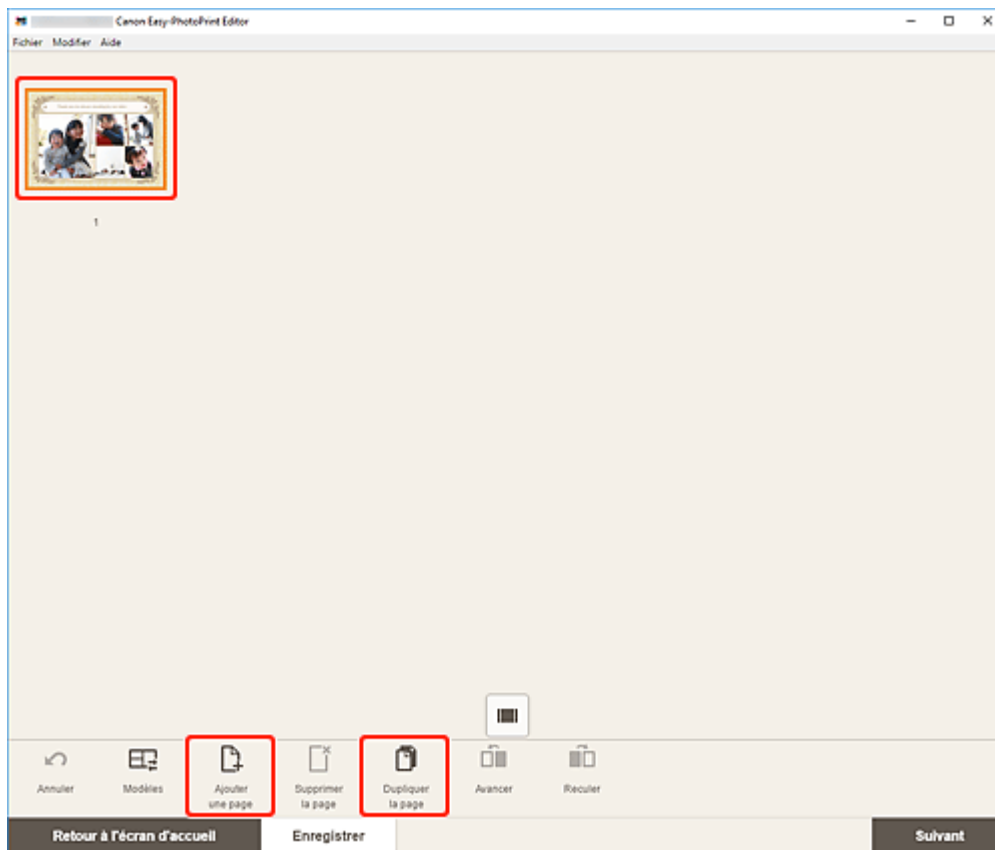 Canon Easy-PhotoPrint Editor
Fichier Modifier Aide
1
Annuler
Modèles
Ajouter
une page
Supprimer
la page
Dupliquer
la page
Avancer
Reculer
Retour à l'écran d'accueil
Enregistrer
Suivant